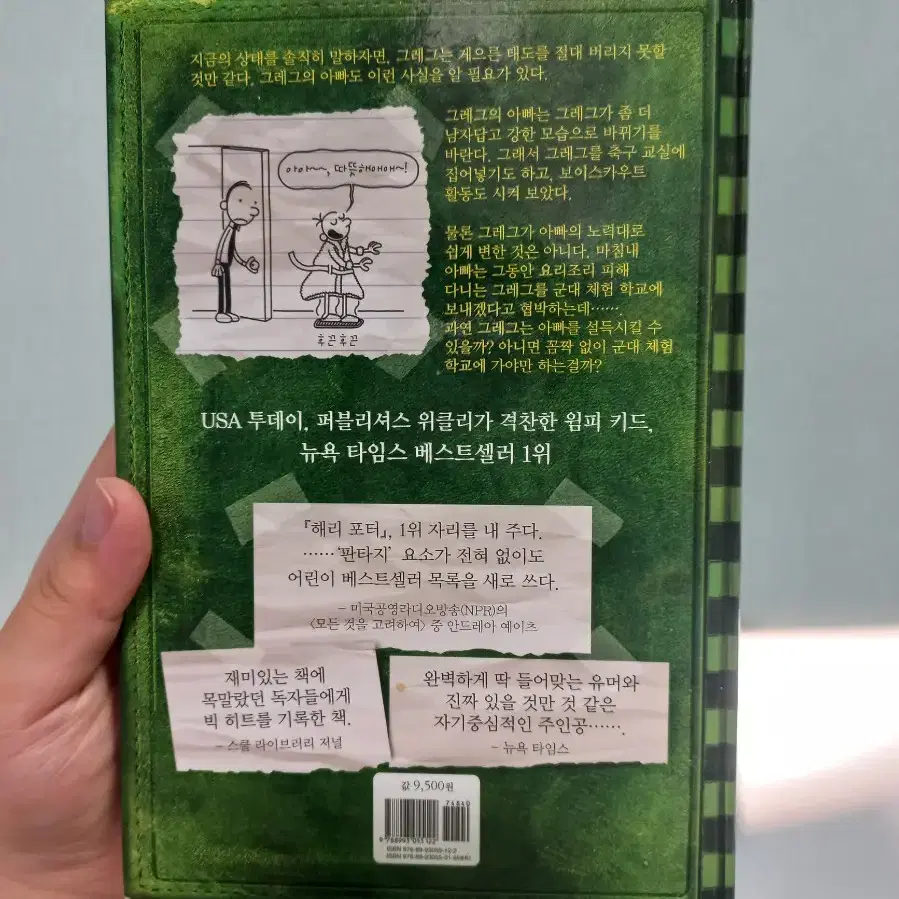 지금의 상태를 솔직히 말하자면, 그레그는 게으른 태도를 절대 버리지 못할
것만 같다. 그레그의 아빠도 이런 사실을 알 필요가 있다.
그레그의 아빠는 그레그가 좀 더
남자답고 강한 모습으로 바뀌기를
바란다. 그래서 그레그를 축구 교실에
집어넣기도 하고, 보이스카우트
활동도 시켜 보았다.
아아~, 따뜻해애애~!
후끈후끈
물론 그레그가 아빠의 노력대로
쉽게 변한 것은 아니다. 마침내
아빠는 그동안 요리조리 피해
다니는 그레그를 군대 체험 학교에
보내겠다고 협박하는데……
과연 그레그는 아빠를 설득시킬 수
있을까? 아니면 꼼짝 없이 군대 체험
학교에 가야만 하는걸까?
USA 투데이, 퍼블리셔스 위클리가 격찬한 윔피 키드,
뉴욕 타임스 베스트셀러 1위
『해리 포터』, 1위 자리를 내 주다.
……‘판타지’ 요소가 전혀 없이도
어린이 베스트셀러 목록을 새로 쓰다.
– 미국공영라디오방송(NPR)의
〈모든 것을 고려하여〉 중 안드레아 예이츠
재미있는 책에
목말랐던 독자들에게
빅 히트를 기록한 책.
– 스쿨 라이브러리 저널
완벽하게 딱 들어맞는 유머와
진짜 있을 것만 것 같은
자기중심적인 주인공……
– 뉴욕 타임스
값 9,500원
74840
9 788993 055122
ISBN 978-89-93055-12-2